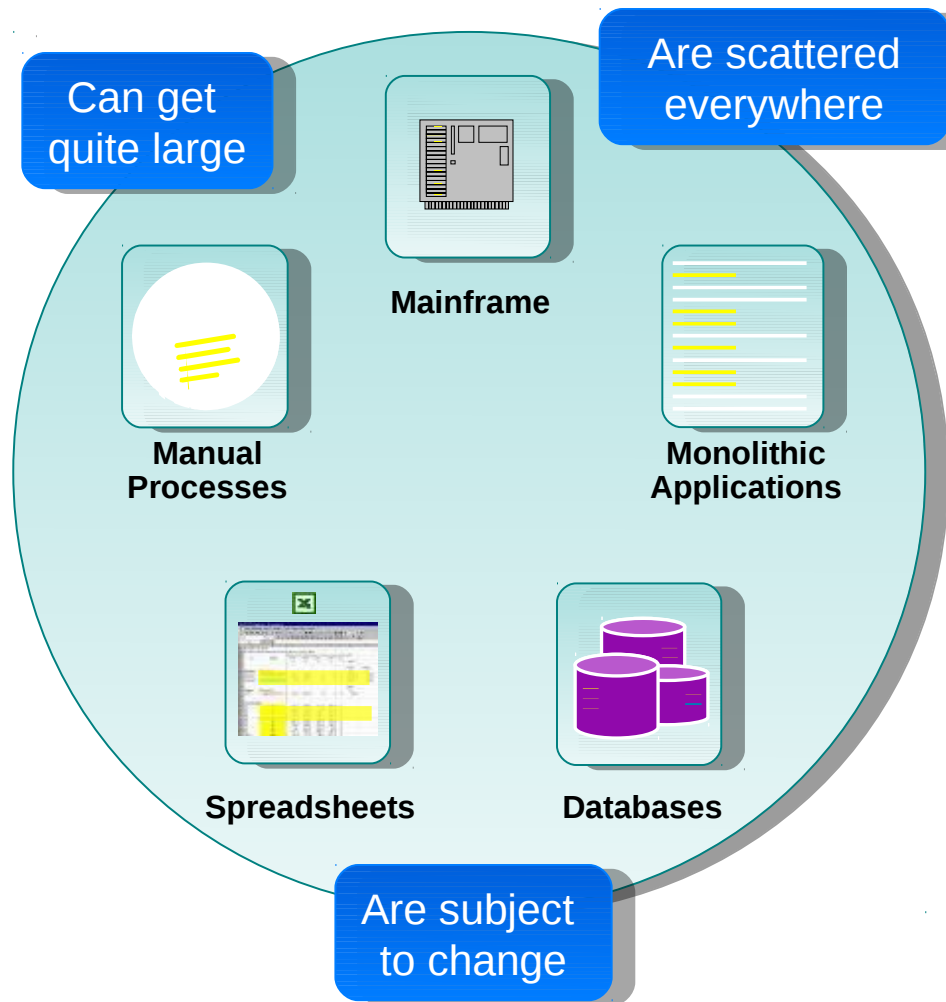 Can get
quite large
Are scattered
everywhere
Mainframe
Manual
Processes
Monolithic
Applications
Spreadsheets
Databases
Are subject
to change